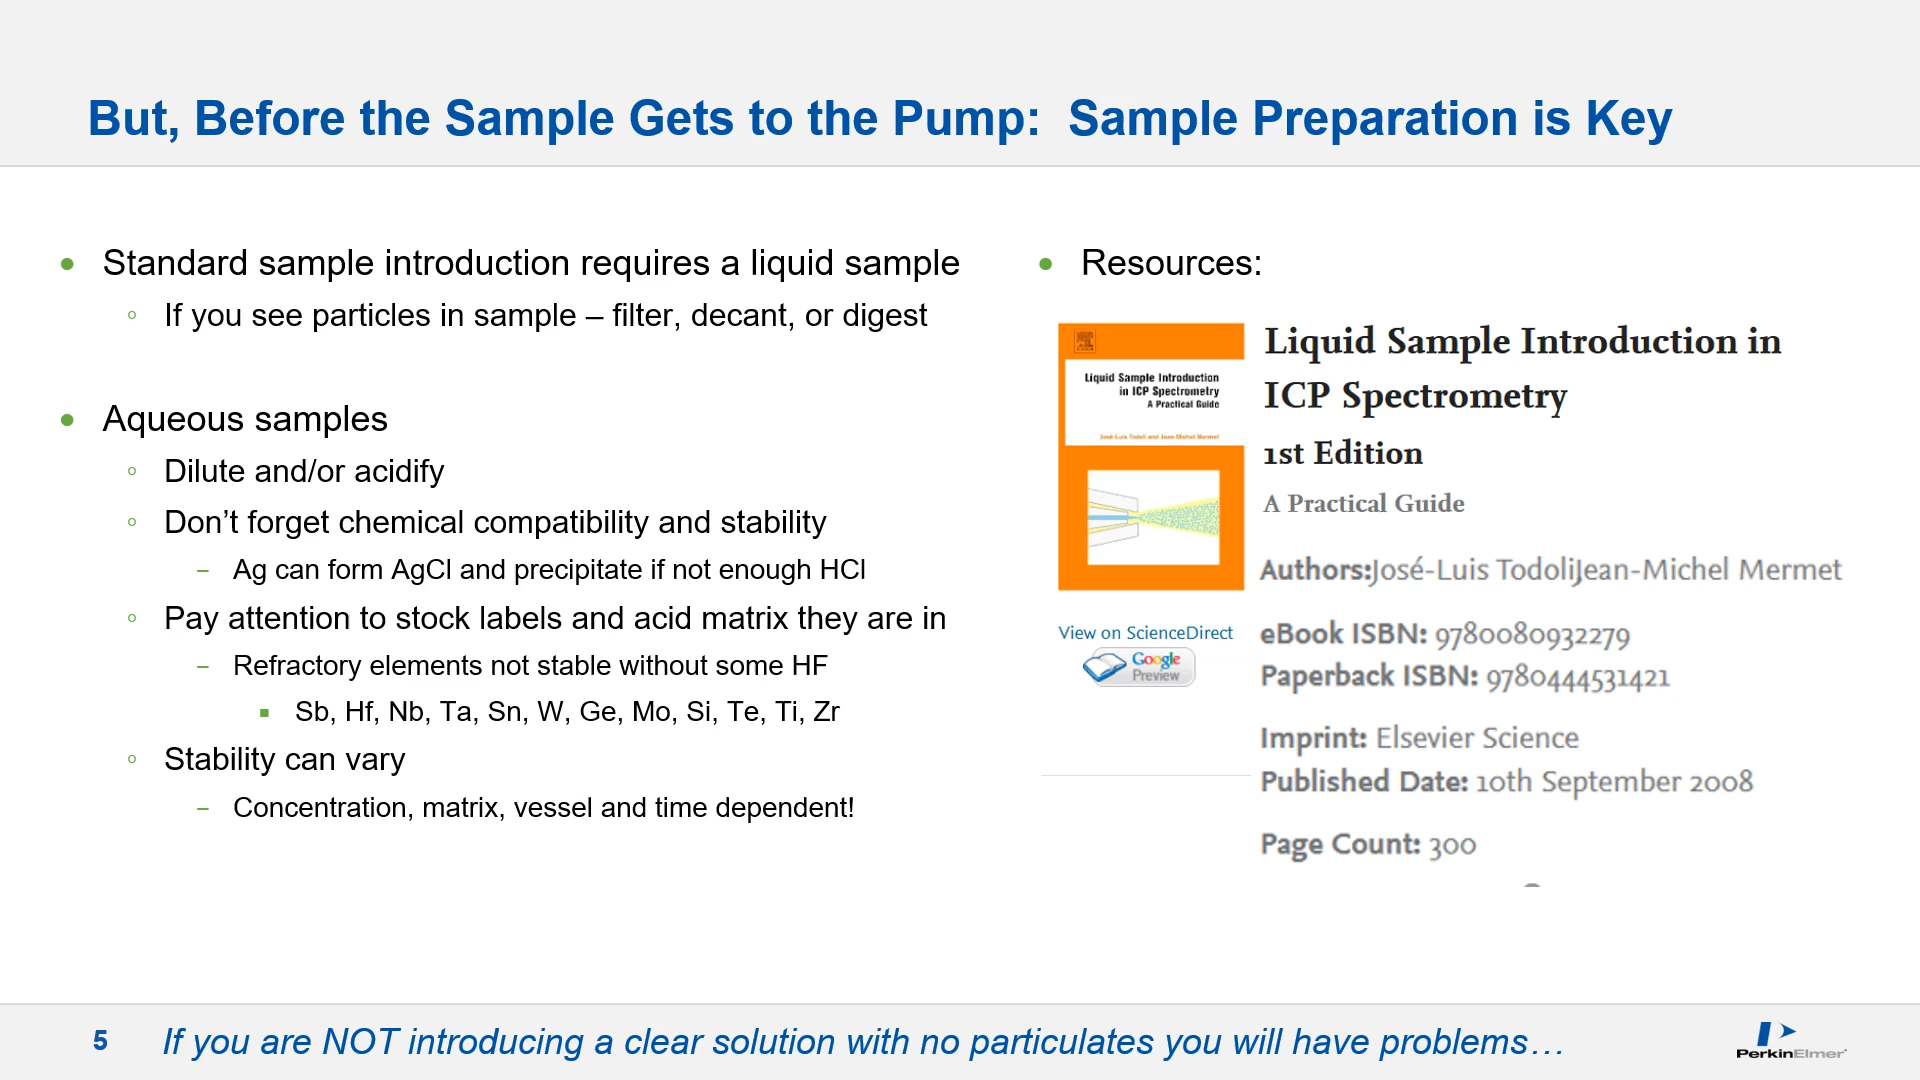 But, Before the Sample Gets to the Pump: Sample Preparation is Key
• Standard sample introduction requires a liquid sample
◦ If you see particles in sample – filter, decant, or digest
• Aqueous samples
◦ Dilute and/or acidify
◦ Don’t forget chemical compatibility and stability
– Ag can form AgCl and precipitate if not enough HCl
◦ Pay attention to stock labels and acid matrix they are in
– Refractory elements not stable without some HF
▪ Sb, Hf, Nb, Ta, Sn, W, Ge, Mo, Si, Te, Ti, Zr
◦ Stability can vary
– Concentration, matrix, vessel and time dependent!
• Resources:
Liquid Sample Introduction
in ICP Spectrometry
A Practical Guide
José-Luis Todolí and Jean-Michel Mermet
View on ScienceDirect
Google
Preview
Liquid Sample Introduction in
ICP Spectrometry
1st Edition
A Practical Guide
Authors:José-Luis TodoliJean-Michel Mermet
eBook ISBN: 9780080932279
Paperback ISBN: 9780444531421
Imprint: Elsevier Science
Published Date: 10th September 2008
Page Count: 300
5
If you are NOT introducing a clear solution with no particulates you will have problems…
PerkinElmer